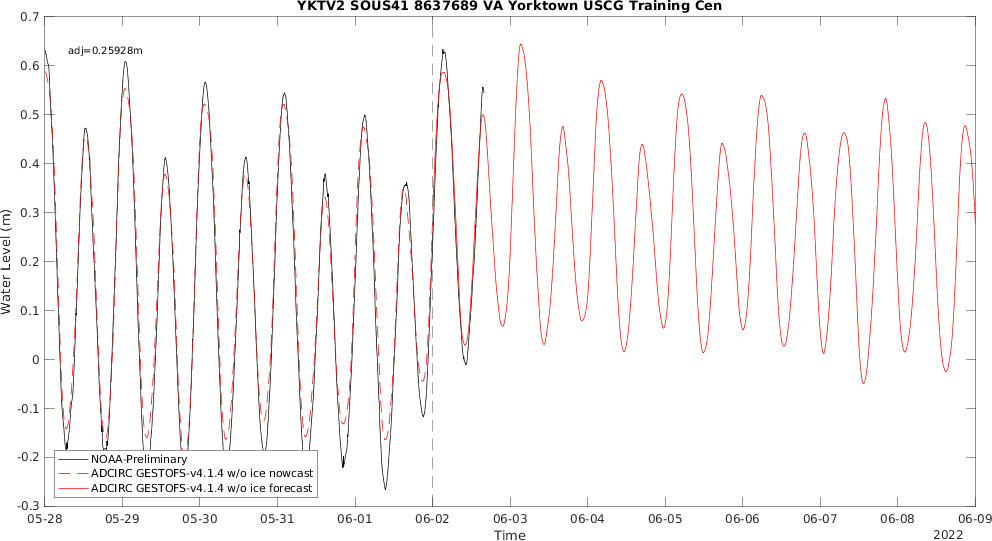 YKTV2 SOUS41 8637689 VA Yorktown USCG Training Cen
adj=0.25928m
0.7
0.6
0.5
0.4
0.3
0.2
0.1
0
-0.1
-0.2
-0.3
Water Level (m)
NOAA-Preliminary
ADCIRC GESTOFS-v4.1.4 w/o ice nowcast
ADCIRC GESTOFS-v4.1.4 w/o ice forecast
05-28 05-29 05-30 05-31 06-01 06-02 06-03 06-04 06-05 06-06 06-07 06-08 06-09
Time
2022